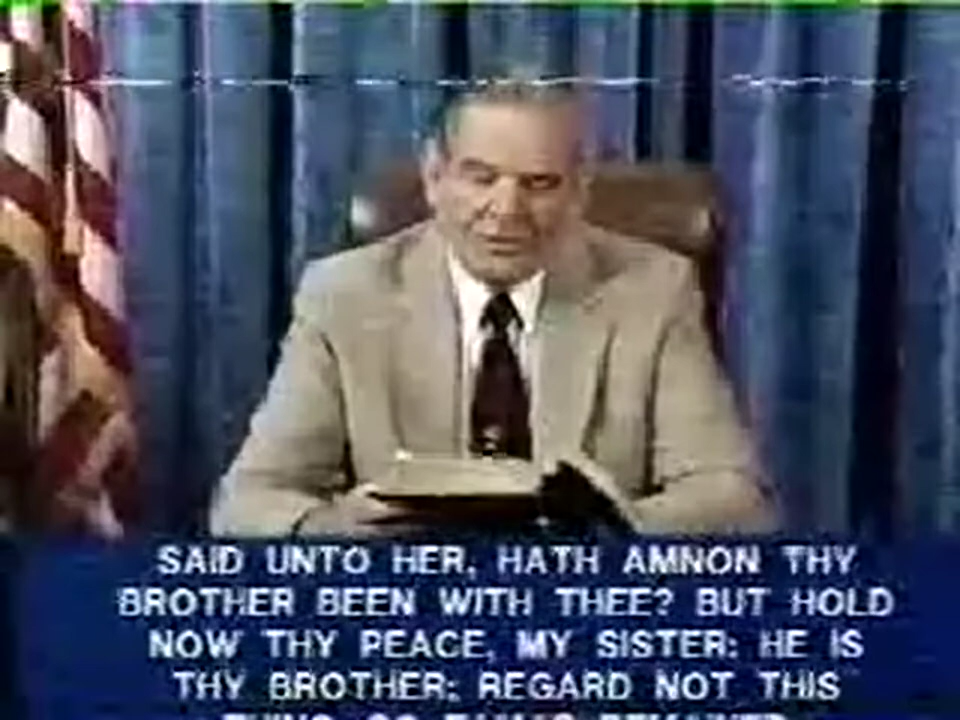 SAID UNTO HER, HATH AMNON THY
BROTHER BEEN WITH THEE? BUT HOLD
NOW THY PEACE, MY SISTER: HE IS
THY BROTHER; REGARD NOT THIS